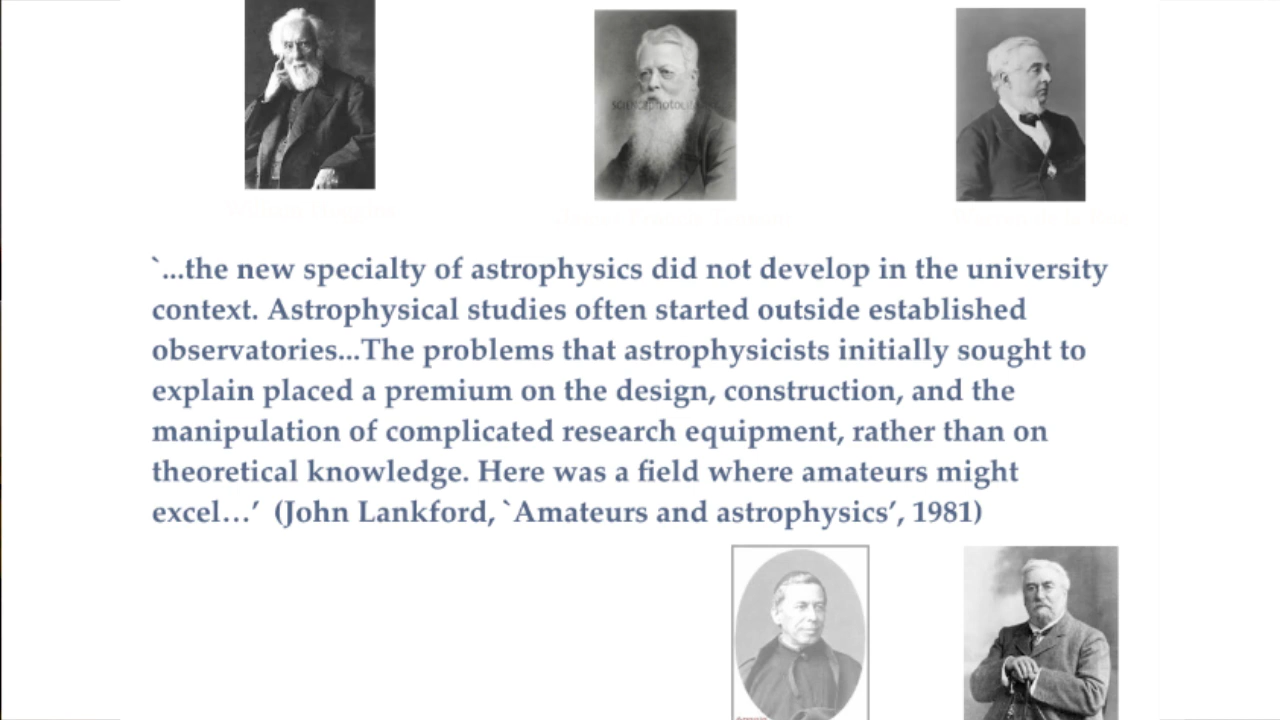 SCIENCEPHOTOLIBRARY
`...the new specialty of astrophysics did not develop in the university
context. Astrophysical studies often started outside established
observatories...The problems that astrophysicists initially sought to
explain placed a premium on the design, construction, and the
manipulation of complicated research equipment, rather than on
theoretical knowledge. Here was a field where amateurs might
excel…’ (John Lankford, `Amateurs and astrophysics’, 1981)